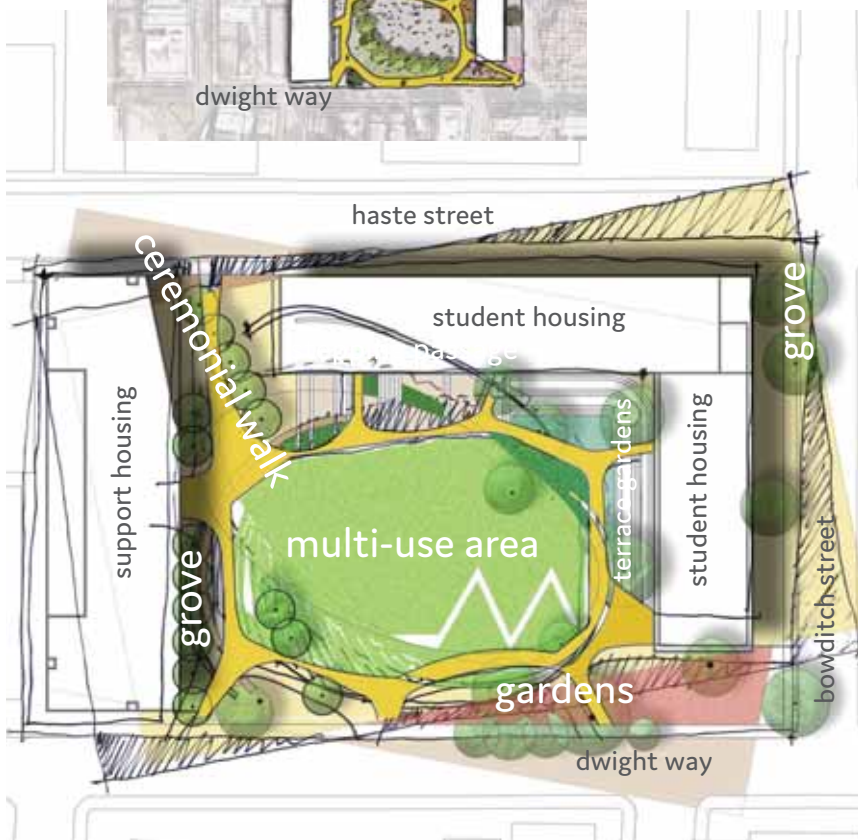 dwight way
haste street
ceremonial walk
student housing
grove
support housing
terrace gardens
student housing
multi-use area
grove
bowditch street
gardens
dwight way